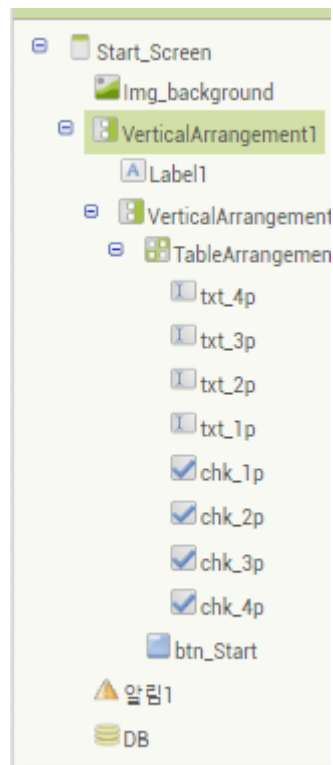 Start_Screen
Img_background
VerticalArrangement1
A Label1
VerticalArrangement
TableArrangemen
txt_4p
txt_3p
txt_2p
txt_1p
chk_1p
chk_2p
chk_3p
chk_4p
btn_Start
알림1
DB